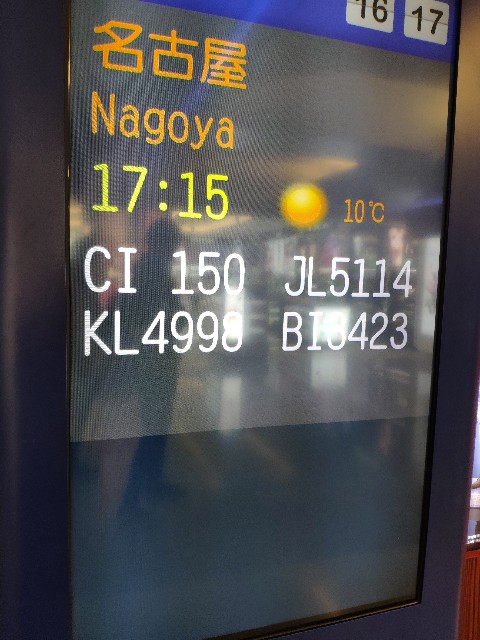 16 17
名古屋
Nagoya
17:15 10℃
CI 150 JL5114
KL4998 BI8423